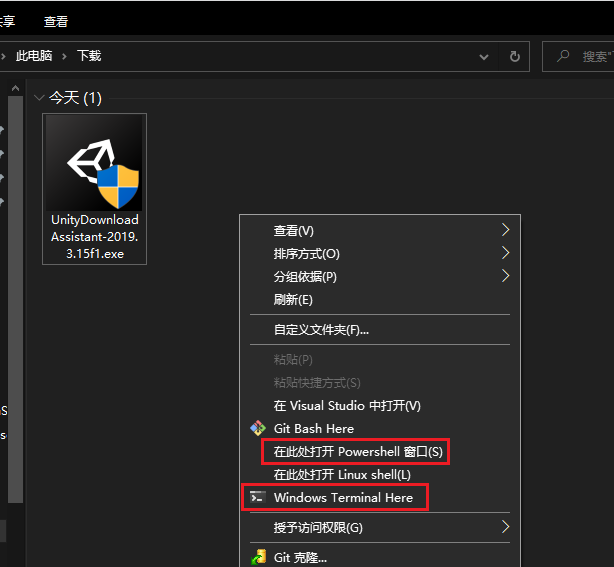 共享 查看
此电脑 下载
搜索"下
今天 (1)
UnityDownload
Assistant-2019.
3.15f1.exe
查看(V)
排序方式(O)
分组依据(P)
刷新(E)
自定义文件夹(F)...
粘贴(P)
粘贴快捷方式(S)
在 Visual Studio 中打开(V)
Git Bash Here
在此处打开 Powershell 窗口(S)
在此处打开 Linux shell(L)
Windows Terminal Here
授予访问权限(G)
Git 克隆...